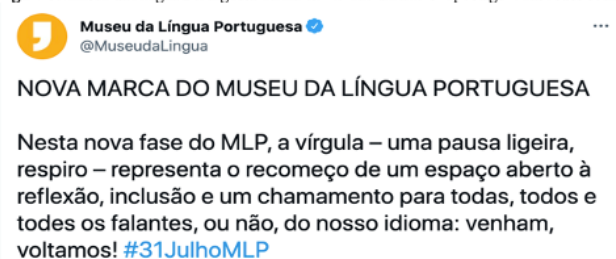 Museu da Língua Portuguesa
@MuseudaLingua
NOVA MARCA DO MUSEU DA LÍNGUA PORTUGUESA
Nesta nova fase do MLP, a vírgula – uma pausa ligeira,
respiro – representa o recomeço de um espaço aberto à
reflexão, inclusão e um chamamento para todas, todos e
todes os falantes, ou não, do nosso idioma: venham,
voltamos! #31JulhoMLP